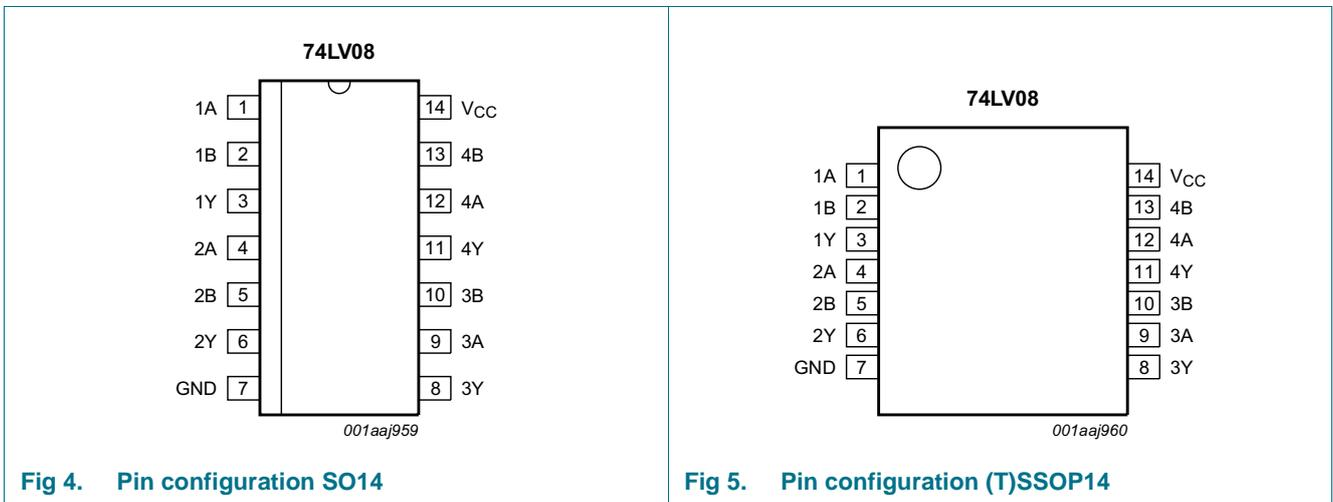 74LV08
1A 1 14 VCC
1B 2 13 4B
1Y 3 12 4A
2A 4 11 4Y
2B 5 10 3B
2Y 6 9 3A
GND 7 8 3Y
001aaj959
Fig 4. Pin configuration SO14
74LV08
1A 1 14 VCC
1B 2 13 4B
1Y 3 12 4A
2A 4 11 4Y
2B 5 10 3B
2Y 6 9 3A
GND 7 8 3Y
001aaj960
Fig 5. Pin configuration (T)SSOP14